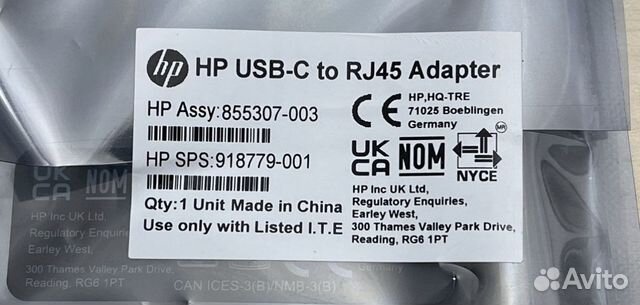 hp HP USB-C to RJ45 Adapter
HP Assy:855307-003
HP SPS:918779-001
Qty:1 Unit Made in China
Use only with Listed I.T.E
CE
HP,HQ-TRE
71025 Boeblingen
Germany
UK
CA
NOM
MR
NYCE
HP Inc UK Ltd,
Regulatory Enquiries,
Earley West,
300 Thames Valley Park Drive,
Reading, RG6 1PT
UK
CA
NOM
HP Inc UK Ltd,
Regulatory Enquiries,
Earley West,
300 Thames Valley Park Drive,
Reading, RG6 1PT
CAN ICES-3(B)/NMB-3(B)
Avito